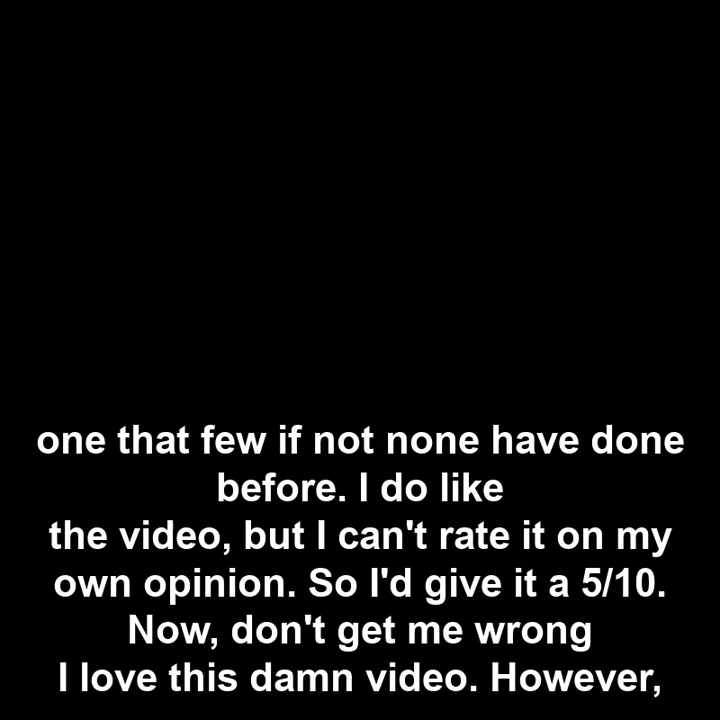 one that few if not none have done
before. I do like
the video, but I can't rate it on my
own opinion. So I'd give it a 5/10.
Now, don't get me wrong
I love this damn video. However,